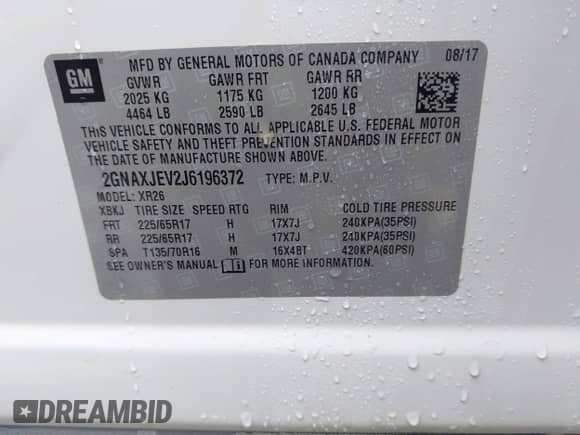 GM
MFD BY GENERAL MOTORS OF CANADA COMPANY 08/17
GVWR GAWR FRT GAWR RR
2025 KG 1175 KG 1200 KG
4464 LB 2590 LB 2645 LB
THIS VEHICLE CONFORMS TO ALL APPLICABLE U.S. FEDERAL MOTOR
VEHICLE SAFETY AND THEFT PREVENTION STANDARDS IN EFFECT ON
THE DATE OF MANUFACTURE SHOWN ABOVE.
2GNAXJEV2J6196372 TYPE: M.P.V.
MODEL: XR26
XBKJ TIRE SIZE SPEED RTG RIM COLD TIRE PRESSURE
FRT 225/65R17 H 17X7J 240KPA(35PSI)
RR 225/65R17 H 17X7J 240KPA(35PSI)
SPA T135/70R16 M 16X4BT 420KPA(60PSI)
SEE OWNER'S MANUAL FOR MORE INFORMATION.
DREAMBID